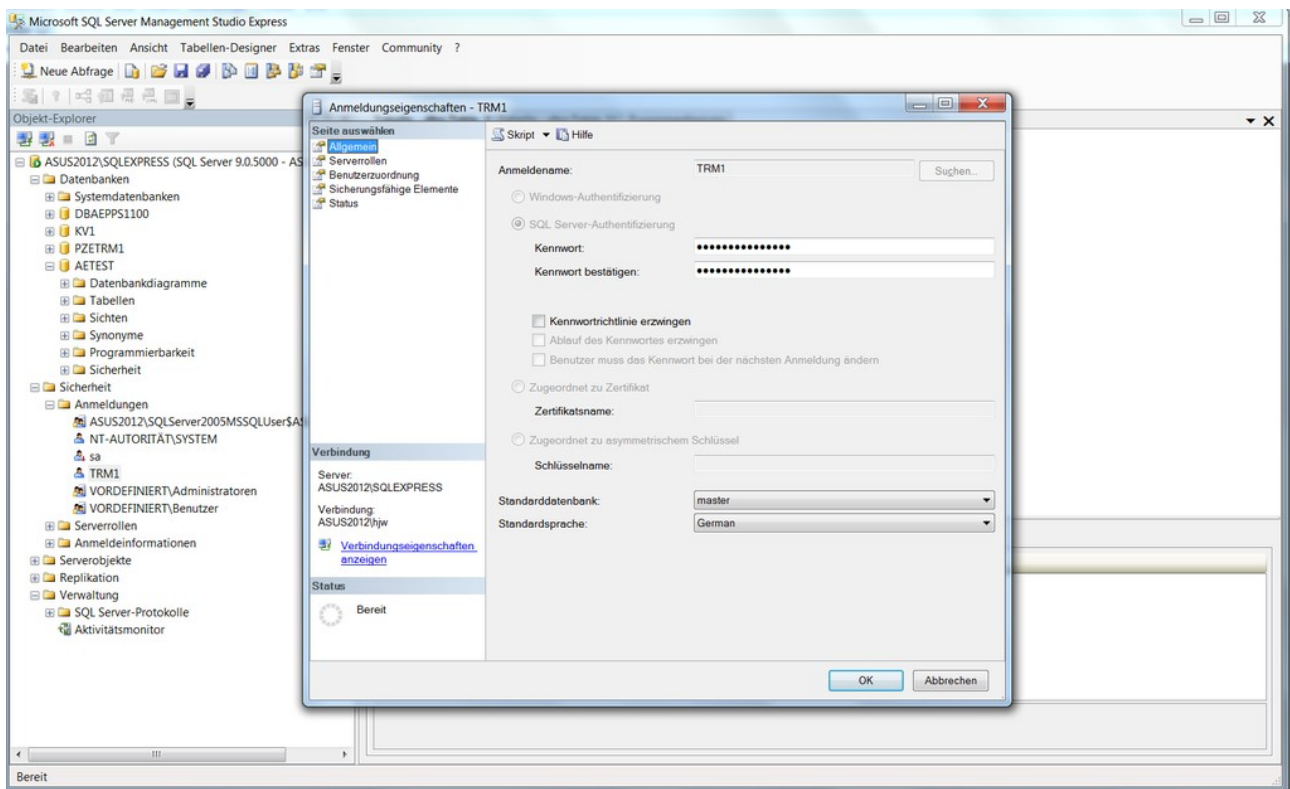 Microsoft SQL Server Management Studio Express
Datei Bearbeiten Ansicht Tabellen-Designer Extras Fenster Community ?
Neue Abfrage
Objekt-Explorer
ASUS2012\SQLEXPRESS (SQL Server 9.0.5000 - AS
Datenbanken
Systemdatenbanken
DBAEPPS1100
KV1
PZETRM1
AETEST
Datenbankdiagramme
Tabellen
Sichten
Synonyme
Programmierbarkeit
Sicherheit
Sicherheit
Anmeldungen
ASUS2012\SQLServer2005MSSQLUser$AS
NT-AUTORITÄT\SYSTEM
sa
TRM1
VORDEFINIERT\Administratoren
VORDEFINIERT\Benutzer
Serverrollen
Anmeldeinformationen
Serverobjekte
Replikation
Verwaltung
SQL Server-Protokolle
Aktivitätsmonitor
Bereit
Anmeldungseigenschaften - TRM1
Seite auswählen
Allgemein
Serverrollen
Benutzerzuordnung
Sicherungsfähige Elemente
Status
Verbindung
Server:
ASUS2012\SQLEXPRESS
Verbindung:
ASUS2012\hjw
Verbindungseigenschaften
anzeigen
Status
Bereit
Skript Hilfe
Anmeldename: TRM1 Suchen...
Windows-Authentifizierung
SQL Server-Authentifizierung
Kennwort: •••••••••••••••
Kennwort bestätigen: •••••••••••••••
Kennwortrichtlinie erzwingen
Ablauf des Kennwortes erzwingen
Benutzer muss das Kennwort bei der nächsten Anmeldung ändern
Zugeordnet zu Zertifikat
Zertifikatsname:
Zugeordnet zu asymmetrischem Schlüssel
Schlüsselname:
Standarddatenbank: master
Standardsprache: German
OK Abbrechen